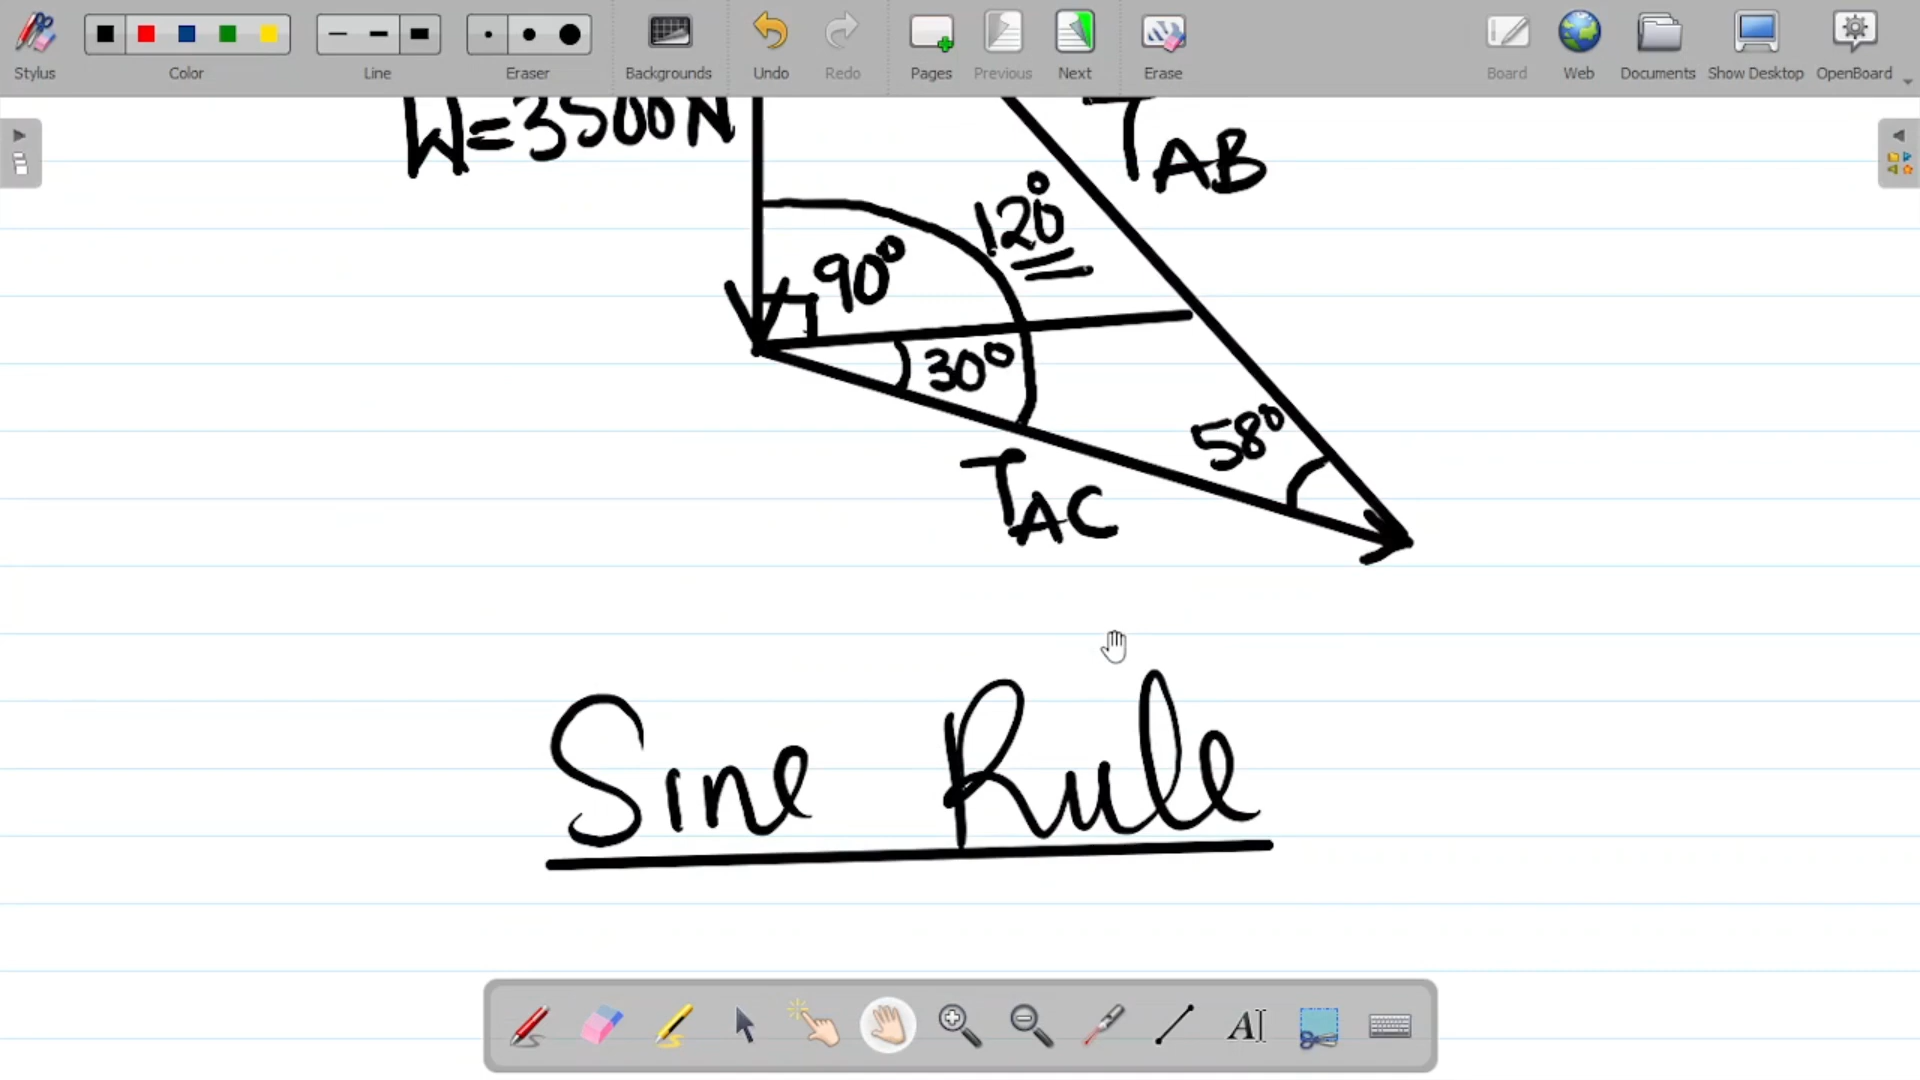 Stylus
Color
Line
Eraser
Backgrounds
Undo
Redo
Pages
Previous
Next
Erase
Board
Web
Documents
Show Desktop
OpenBoard
W=3500N
TAB
120°
90°
30°
58°
TAC
Sine Rule
AI